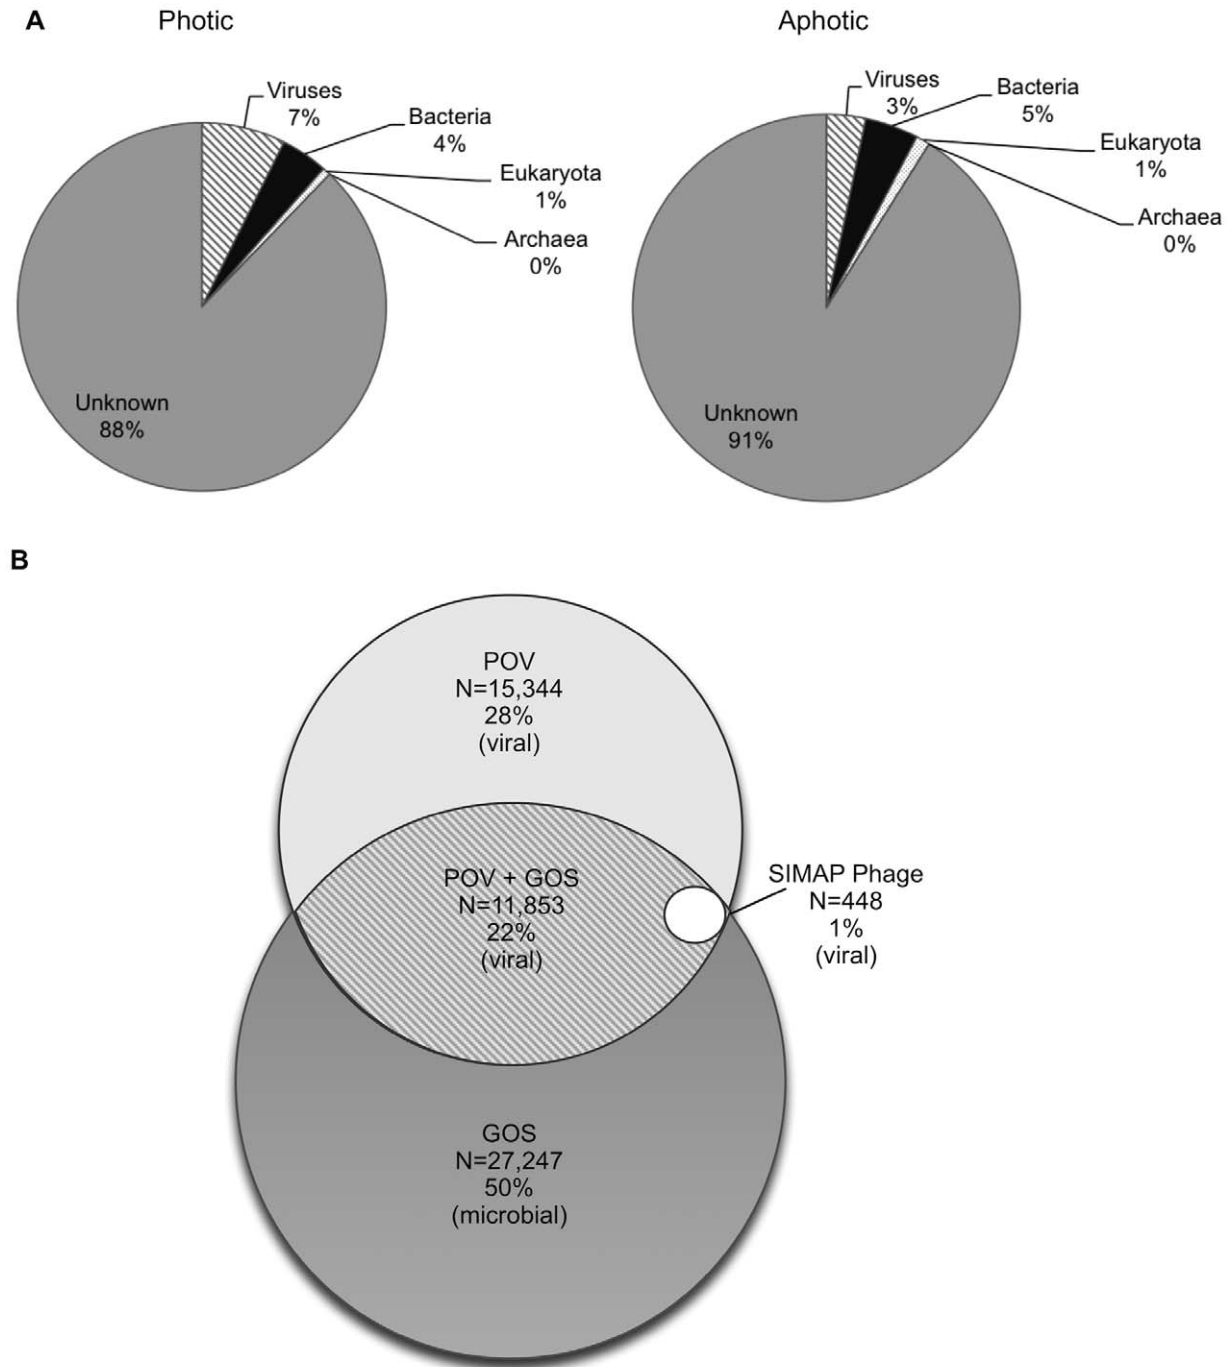 A
Photic
Aphotic
Viruses
7%
Bacteria
4%
Eukaryota
1%
Archaea
0%
Unknown
88%
Viruses
3%
Bacteria
5%
Eukaryota
1%
Archaea
0%
Unknown
91%
B
POV
N=15,344
28%
(viral)
POV + GOS
N=11,853
22%
(viral)
SIMAP Phage
N=448
1%
(viral)
GOS
N=27,247
50%
(microbial)